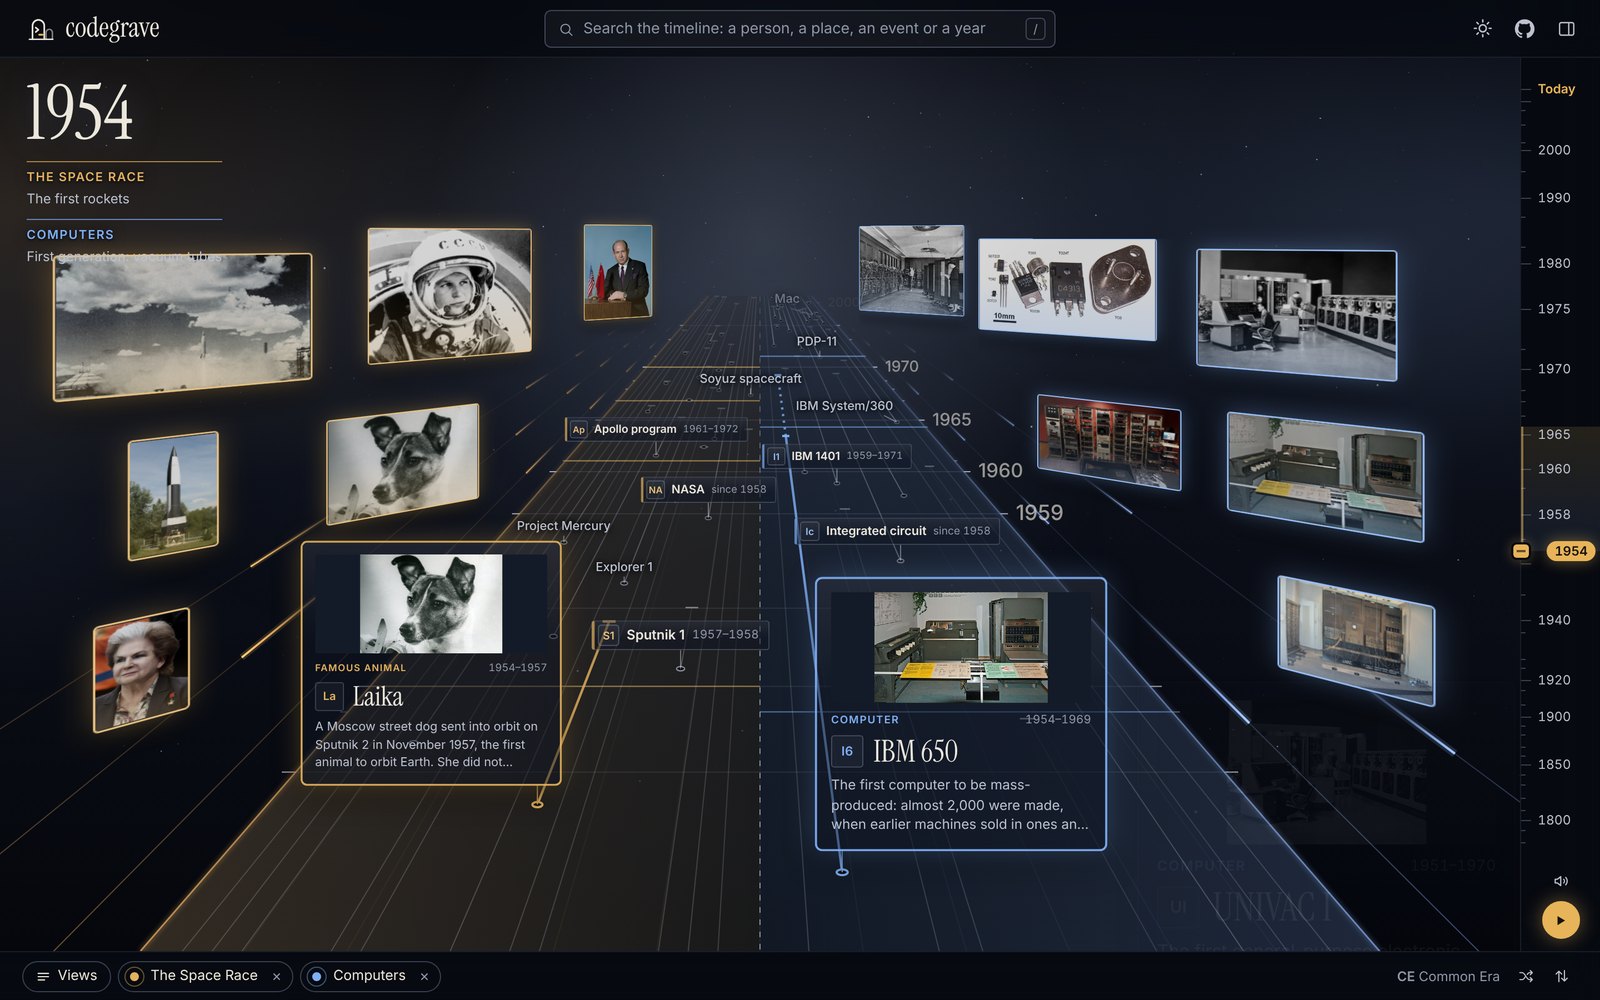 codegrave
Search the timeline: a person, a place, an event or a year
/
1954
THE SPACE RACE
The first rockets
COMPUTERS
First generation: vacuum tubes
CCCP
10mm
Mac
2000
PDP-11
1970
Soyuz spacecraft
IBM System/360
1965
Ap Apollo program 1961–1972
I1 IBM 1401 1959–1971
1960
NA NASA since 1958
1959
Project Mercury
Ic Integrated circuit since 1958
Explorer 1
S1 Sputnik 1 1957–1958
FAMOUS ANIMAL 1954–1957
La Laika
A Moscow street dog sent into orbit on
Sputnik 2 in November 1957, the first
animal to orbit Earth. She did not...
COMPUTER 1954–1969
I6 IBM 650
The first computer to be mass-
produced: almost 2,000 were made,
when earlier machines sold in ones an...
COMPUTER 1951–1970
UI UNIVAC I
Today
2000
1990
1980
1975
1970
1965
1960
1958
1954
1940
1920
1900
1850
1800
Views
The Space Race ×
Computers ×
CE Common Era